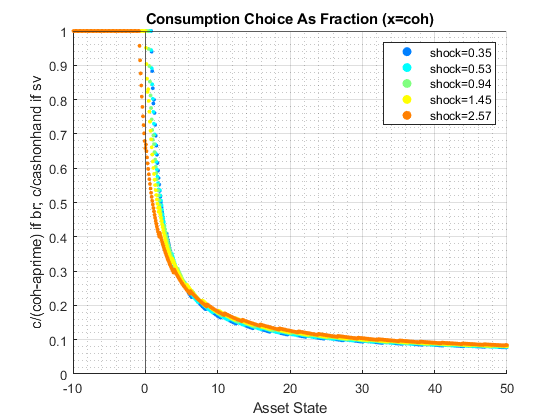 Consumption Choice As Fraction (x=coh)
c/(coh-aprime) if br, c/cashonhand if sv
1
0.9
0.8
0.7
0.6
0.5
0.4
0.3
0.2
0.1
0
shock=0.35
shock=0.53
shock=0.94
shock=1.45
shock=2.57
-10
0
10
20
30
40
50
Asset State